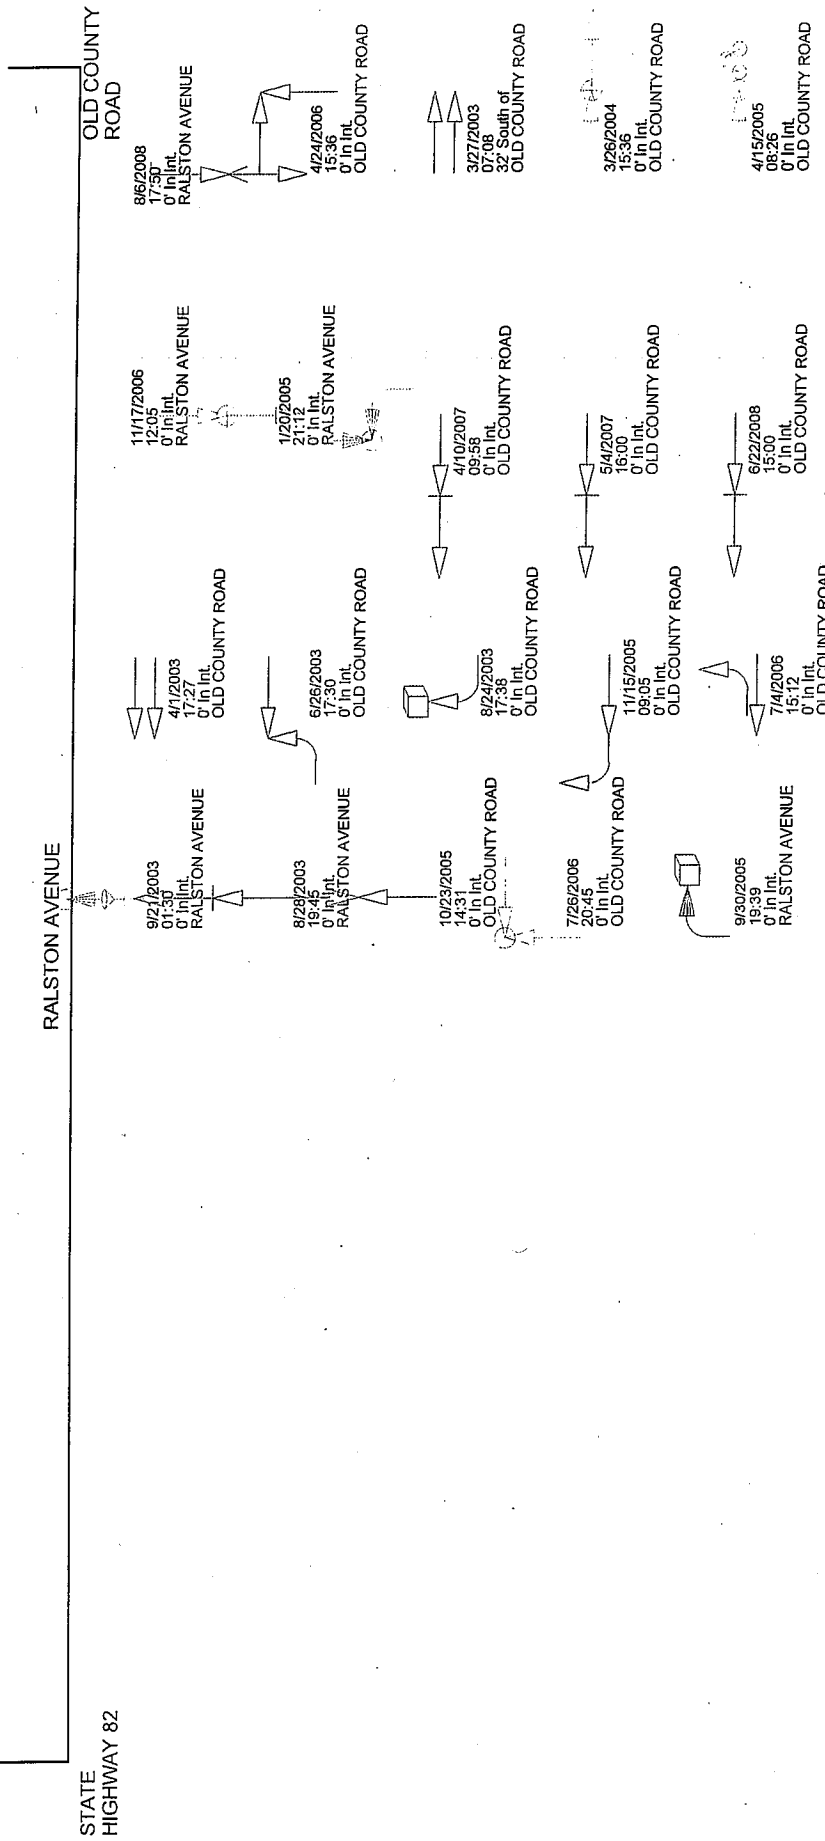 STATE
HIGHWAY 82
RALSTON AVENUE
OLD COUNTY
ROAD
9/21/2003
01:30
0' In Int.
RALSTON AVENUE
8/28/2003
19:45
0' In Int.
RALSTON AVENUE
10/23/2005
14:31
0' In Int.
OLD COUNTY ROAD
7/26/2006
20:45
0' In Int.
OLD COUNTY ROAD
9/30/2005
19:39
0' In Int.
RALSTON AVENUE
4/1/2003
17:27
0' In Int.
OLD COUNTY ROAD
6/26/2003
17:30
0' In Int.
OLD COUNTY ROAD
8/24/2003
17:38
0' In Int.
OLD COUNTY ROAD
11/15/2005
09:05
0' In Int.
OLD COUNTY ROAD
7/4/2006
15:12
0' In Int.
OLD COUNTY ROAD
11/17/2006
12:05
0' In Int.
RALSTON AVENUE
1/20/2005
21:12
0' In Int.
RALSTON AVENUE
4/10/2007
09:58
0' In Int.
OLD COUNTY ROAD
5/4/2007
16:00
0' In Int.
OLD COUNTY ROAD
6/22/2008
15:00
0' In Int.
OLD COUNTY ROAD
8/6/2008
17:50
0' In Int.
RALSTON AVENUE
4/24/2006
15:36
0' In Int.
OLD COUNTY ROAD
3/27/2003
07:08
32' South of
OLD COUNTY ROAD
3/26/2004
15:36
0' In Int.
OLD COUNTY ROAD
4/15/2005
08:26
0' In Int.
OLD COUNTY ROAD